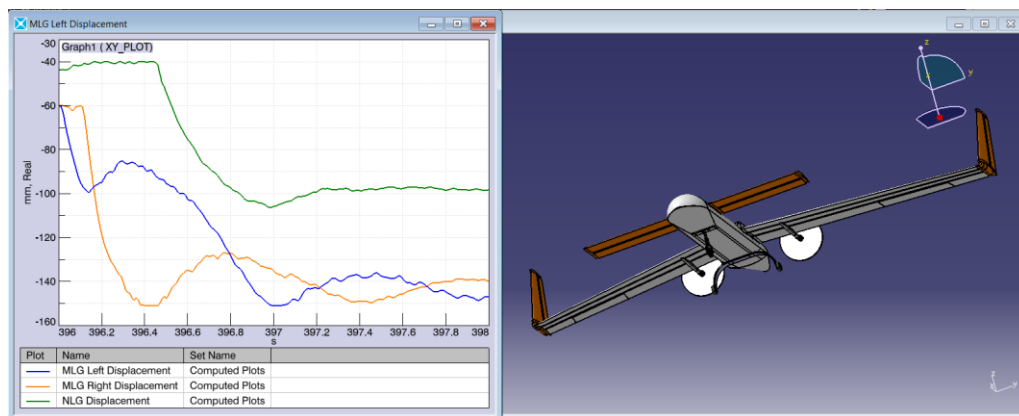 MLG Left Displacement
Graph1 ( XY_PLOT)
-30
-40
-60
-80
-100
-120
-140
-160
mm, Real
396 396.2 396.4 396.6 396.8 397 397.2 397.4 397.6 397.8 398
s
Plot Name Set Name
MLG Left Displacement Computed Plots
MLG Right Displacement Computed Plots
NLG Displacement Computed Plots
z
y
x
z
y